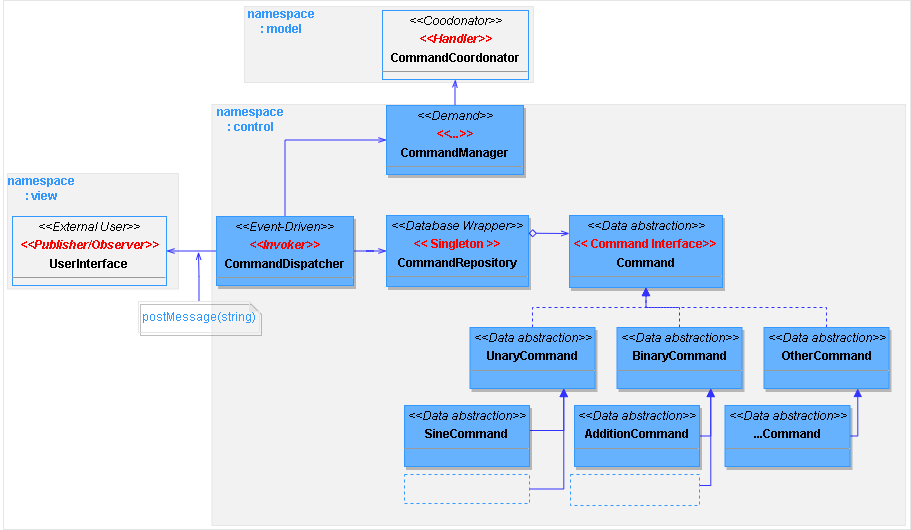 namespace
: model
<<Coodonator>>
<<Handler>>
CommandCoordonator
namespace
: control
<<Demand>>
<<...>>
CommandManager
namespace
: view
<<External User>>
<<Publisher/Observer>>
UserInterface
<<Event-Driven>>
<<Invoker>>
CommandDispatcher
<<Database Wrapper>>
<< Singleton >>
CommandRepository
<<Data abstraction>>
<< Command Interface>>
Command
postMessage(string)
<<Data abstraction>>
UnaryCommand
<<Data abstraction>>
BinaryCommand
<<Data abstraction>>
OtherCommand
<<Data abstraction>>
SineCommand
<<Data abstraction>>
AdditionCommand
<<Data abstraction>>
...Command